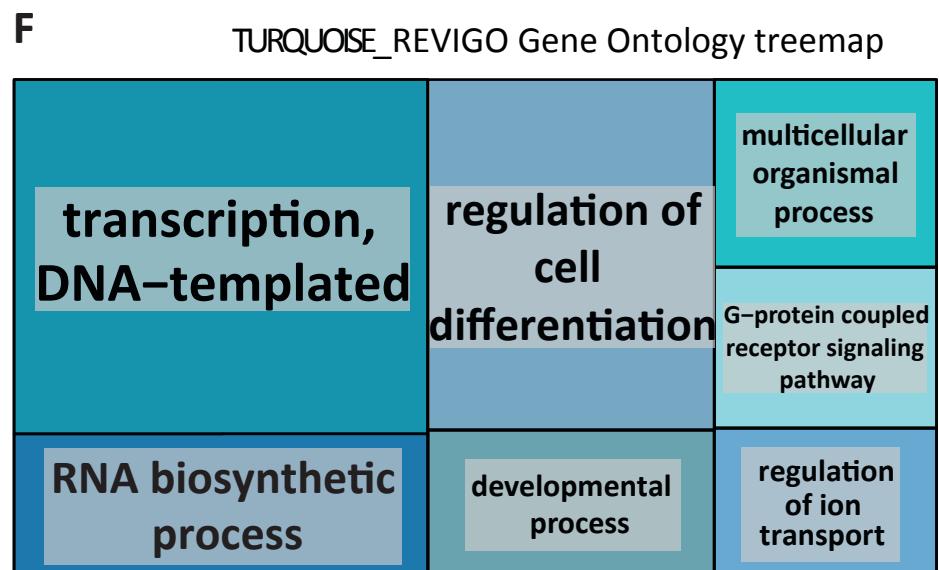 F
TURQUOISE_REVIGO Gene Ontology treemap
transcription,
DNA−templated
regulation of
cell
differentiation
multicellular
organismal
process
G−protein coupled
receptor signaling
pathway
RNA biosynthetic
process
developmental
process
regulation
of ion
transport